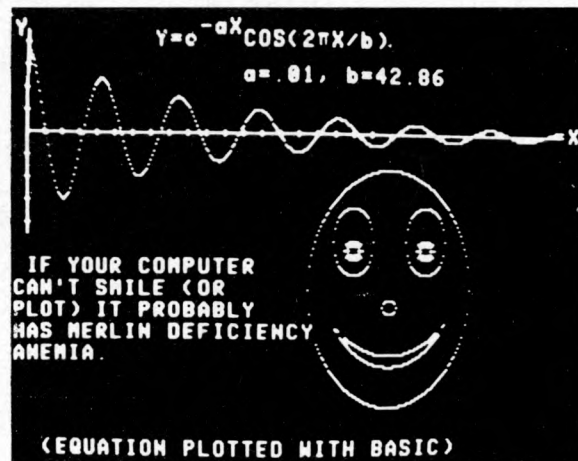 Y
Y=e^-aX COS(2πX/b).
a=.01, b=42.86
X
IF YOUR COMPUTER
CAN'T SMILE (OR
PLOT) IT PROBABLY
HAS MERLIN DEFICIENCY
ANEMIA.
(EQUATION PLOTTED WITH BASIC)